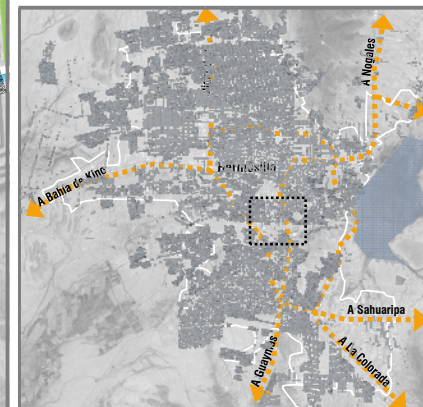 A Nogales
Hermosillo
A Bahía de Kino
A Sahuaripa
A La Colorada
A Guaymas